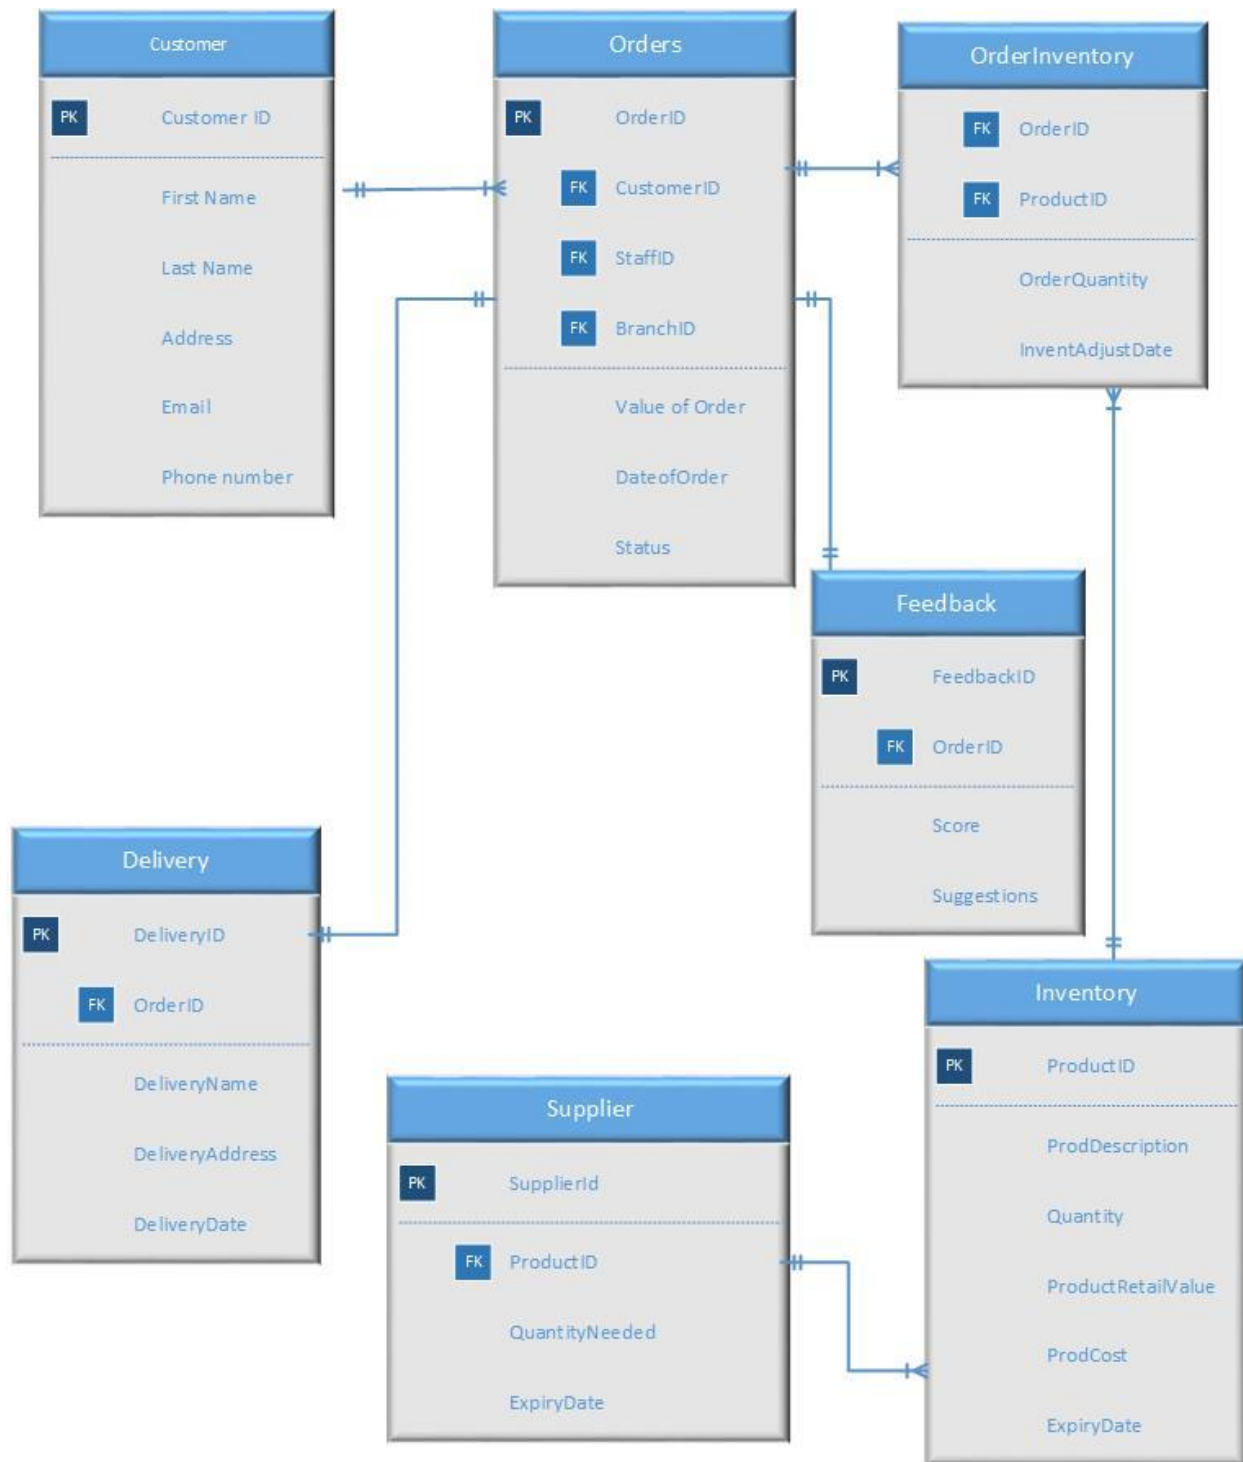 Customer
PK Customer ID
First Name
Last Name
Address
Email
Phone number
Orders
PK OrderID
FK CustomerID
FK StaffID
FK BranchID
Value of Order
DateofOrder
Status
OrderInventory
FK OrderID
FK ProductID
OrderQuantity
InventAdjustDate
Feedback
PK FeedbackID
FK OrderID
Score
Suggestions
Delivery
PK DeliveryID
FK OrderID
DeliveryName
DeliveryAddress
DeliveryDate
Supplier
PK SupplierId
FK ProductID
QuantityNeeded
ExpiryDate
Inventory
PK ProductID
ProdDescription
Quantity
ProductRetailValue
ProdCost
ExpiryDate